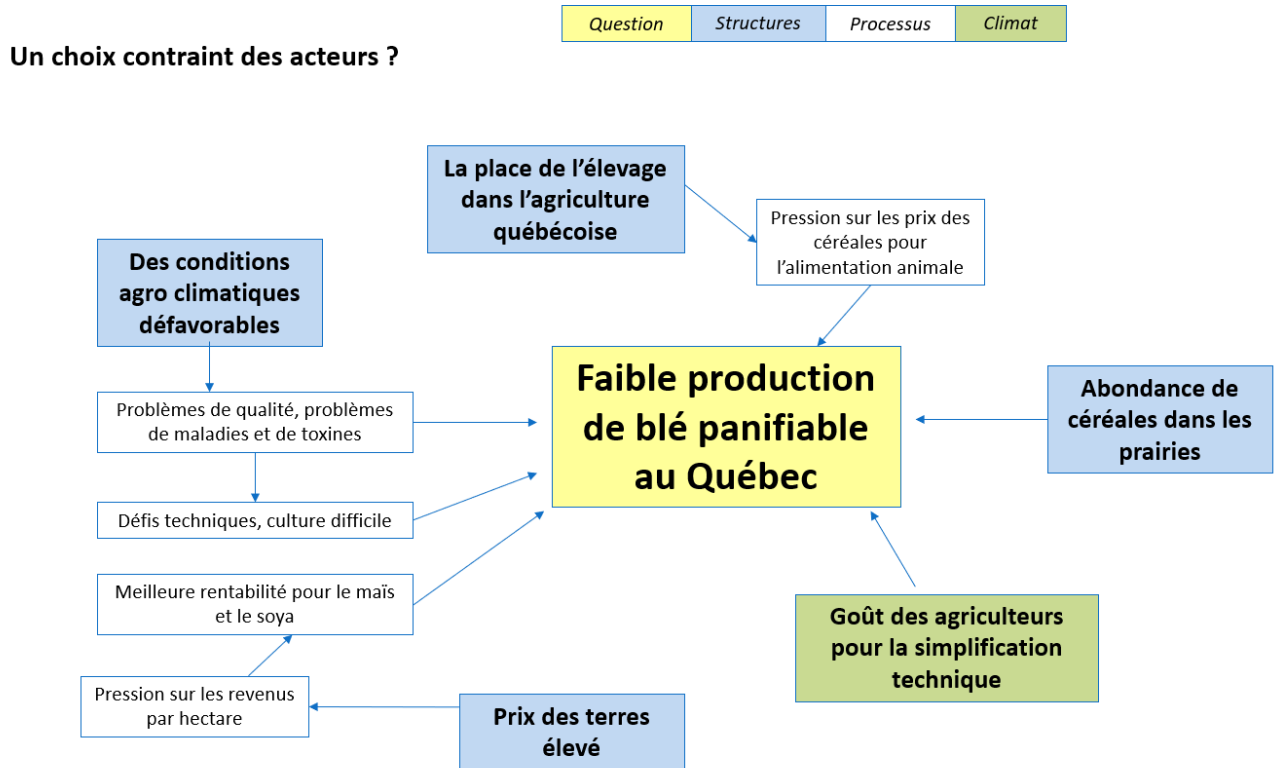 Question Structures Processus Climat
Un choix contraint des acteurs ?
La place de l’élevage
dans l’agriculture
québécoise
Pression sur les prix des
céréales pour
l’alimentation animale
Des conditions
agro climatiques
défavorables
Faible production
de blé panifiable
au Québec
Abondance de
céréales dans les
prairies
Problèmes de qualité, problèmes
de maladies et de toxines
Défis techniques, culture difficile
Meilleure rentabilité pour le maïs
et le soya
Goût des agriculteurs
pour la simplification
technique
Pression sur les revenus
par hectare
Prix des terres
élevé